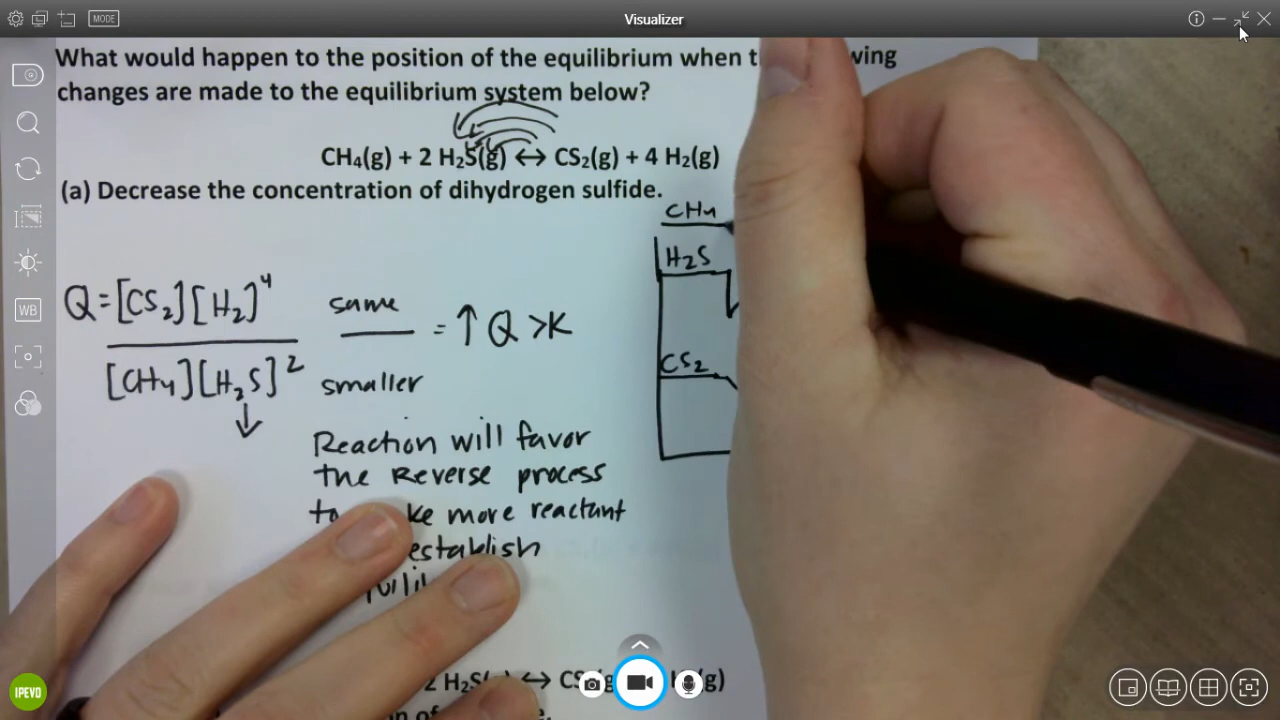 MODE
Visualizer
What would happen to the position of the equilibrium when wing
changes are made to the equilibrium system below?
CH₄(g) + 2 H₂S(g) ↔ CS₂(g) + 4 H₂(g)
(a) Decrease the concentration of dihydrogen sulfide.
CH₄
H₂S
CS₂
Q = [CS₂][H₂]⁴
[CH₄][H₂S]²
↓
same
= ↑ Q >K
smaller
Reaction will favor
the Reverse process
ke more reactant
establish
WB
2 H₂S ↔ (g)
IPEVO